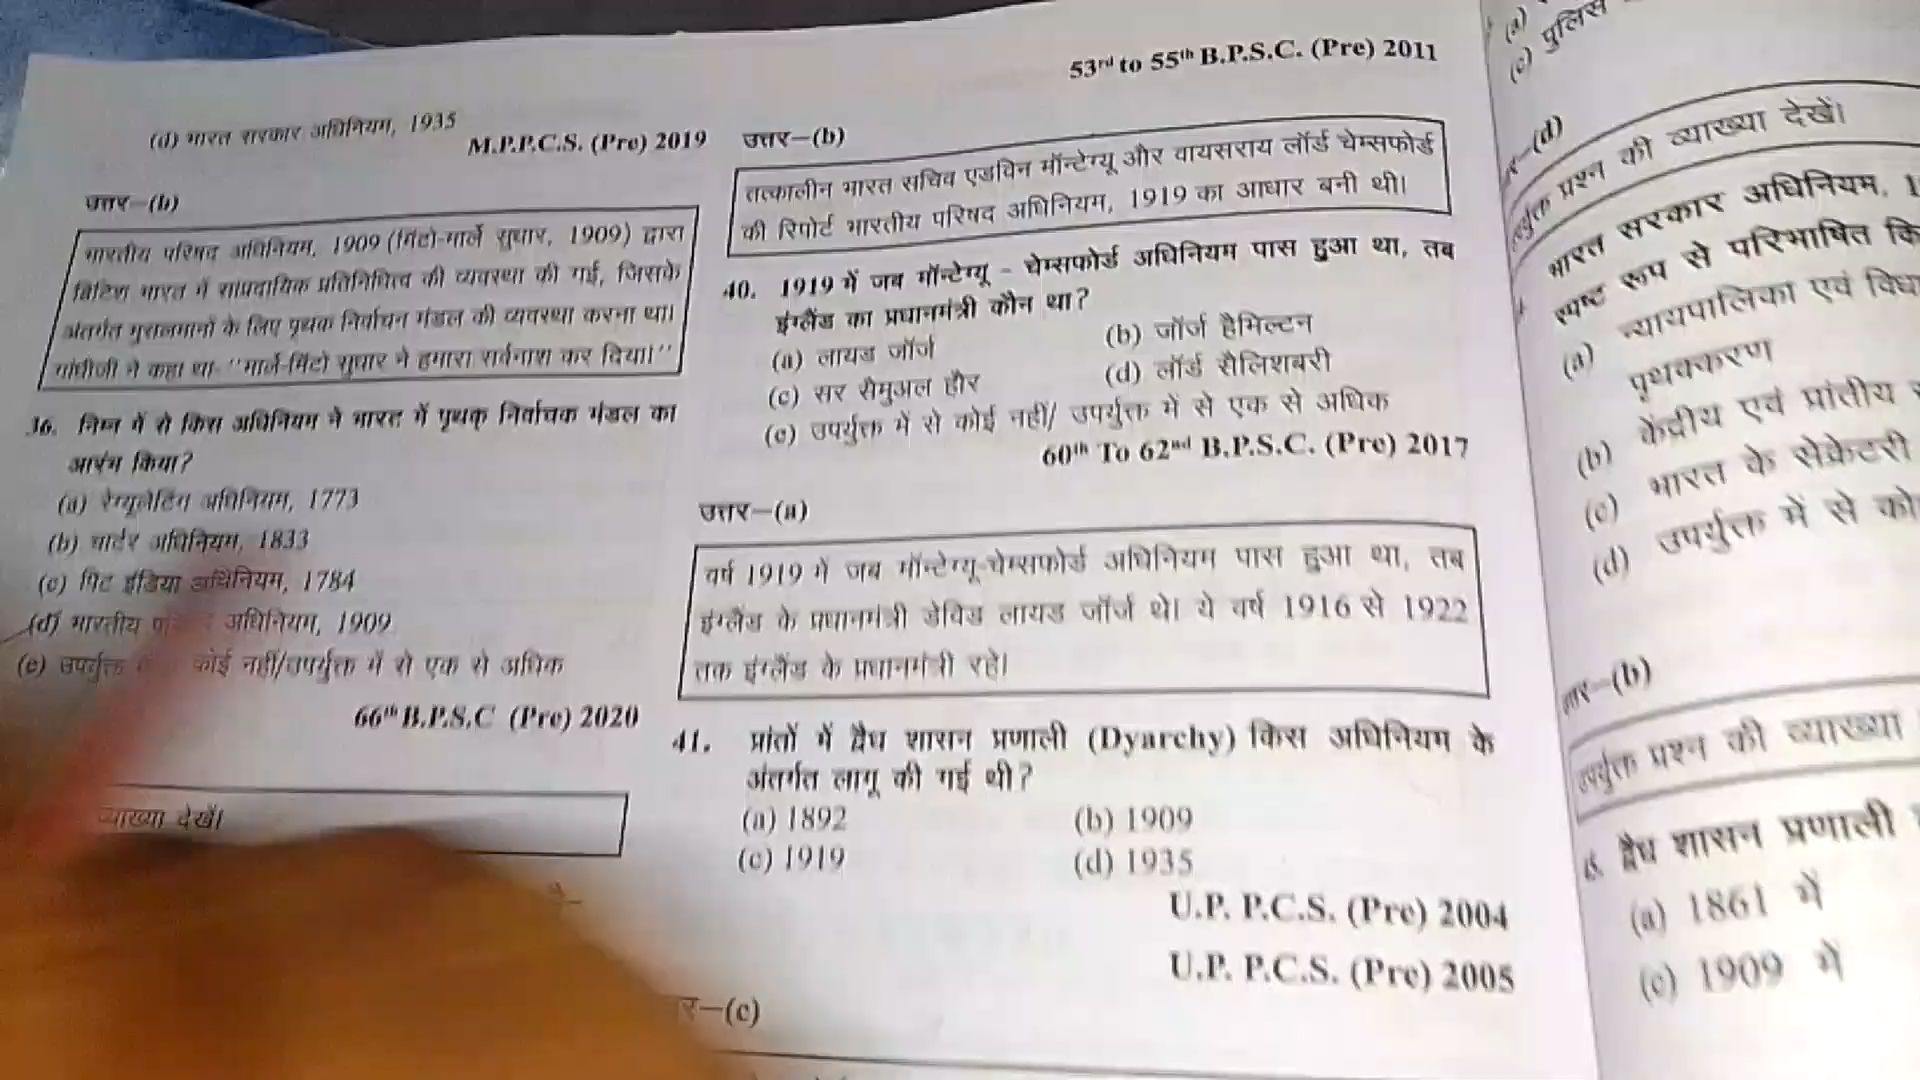 (d) भारत सरकार अधिनियम, 1935
M.P.P.C.S. (Pre) 2019
उत्तर—(b)
भारतीय परिषद अधिनियम, 1909 (मिंटो-मार्ले सुधार, 1909) द्वारा
ब्रिटिश भारत में सांप्रदायिक प्रतिनिधित्व की व्यवस्था की गई, जिसके
अंतर्गत मुसलमानों के लिए पृथक निर्वाचन मंडल की व्यवस्था करना था।
गांधीजी ने कहा था- ''मार्ले-मिंटो सुधार ने हमारा सर्वनाश कर दिया।''
36. निम्न में से किस अधिनियम ने भारत में पृथक् निर्वाचक मंडल का
आरंभ किया?
(a) रेग्यूलेटिंग अधिनियम, 1773
(b) चार्टर अधिनियम, 1833
(c) पिट इंडिया अधिनियम, 1784
(d) भारतीय अधिनियम, 1909
(e) उपर्युक्त कोई नहीं/उपर्युक्त में से एक से अधिक
66th B.P.S.C (Pre) 2020
व्याख्या देखें।
53rd to 55th B.P.S.C. (Pre) 2011
उत्तर—(b)
तत्कालीन भारत सचिव एडविन मॉन्टेग्यू और वायसराय लॉर्ड चेम्सफोर्ड
की रिपोर्ट भारतीय परिषद अधिनियम, 1919 का आधार बनी थी।
40. 1919 में जब मॉन्टेग्यू - चेम्सफोर्ड अधिनियम पास हुआ था, तब
इंग्लैंड का प्रधानमंत्री कौन था?
(a) लायड जॉर्ज (b) जॉर्ज हैमिल्टन
(c) सर सैमुअल हौर (d) लॉर्ड सैलिशबरी
(e) उपर्युक्त में से कोई नहीं/ उपर्युक्त में से एक से अधिक
60th To 62nd B.P.S.C. (Pre) 2017
उत्तर—(a)
वर्ष 1919 में जब मॉन्टेग्यू-चेम्सफोर्ड अधिनियम पास हुआ था, तब
इंग्लैंड के प्रधानमंत्री डेविड लायड जॉर्ज थे। ये वर्ष 1916 से 1922
तक इंग्लैंड के प्रधानमंत्री रहे।
41. प्रांतों में द्वैध शासन प्रणाली (Dyarchy) किस अधिनियम के
अंतर्गत लागू की गई थी?
(a) 1892 (b) 1909
(c) 1919 (d) 1935
U.P. P.C.S. (Pre) 2004
U.P. P.C.S. (Pre) 2005
—(c)
(a)
(c) पुलिस
—(d)
प्रश्न की व्याख्या देखें।
भारत सरकार अधिनियम,
स्पष्ट रूप से परिभाषित
(a) न्यायपालिका एवं
पृथक्करण
(b) केंद्रीय एवं प्रांतीय
(c) भारत के सेक्रेटरी
(d) उपर्युक्त में से
—(b)
उपर्युक्त प्रश्न की व्याख्या
द्वैध शासन प्रणाली
(a) 1861 में
(c) 1909 में